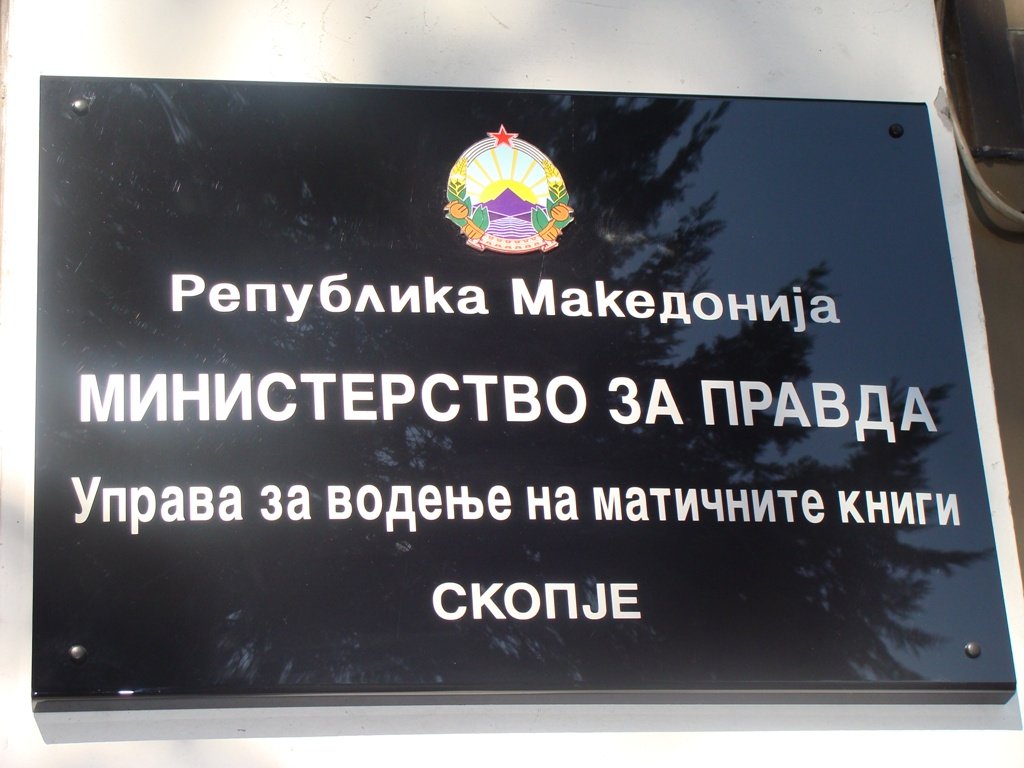 Република Македонија
МИНИСТЕРСТВО ЗА ПРАВДА
Управа за водење на матичните книги
СКОПЈЕ